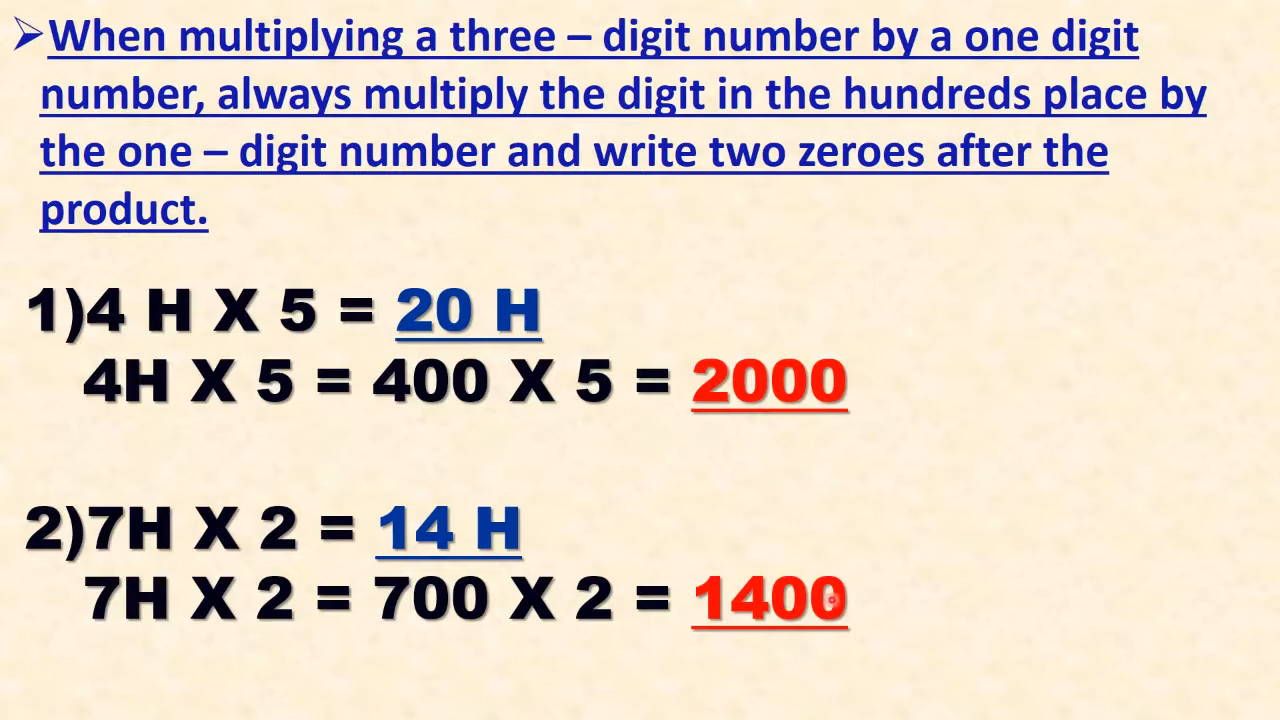 ➢When multiplying a three – digit number by a one digit
number, always multiply the digit in the hundreds place by
the one – digit number and write two zeroes after the
product.
1)4 H X 5 = 20 H
4H X 5 = 400 X 5 = 2000
2)7H X 2 = 14 H
7H X 2 = 700 X 2 = 1400